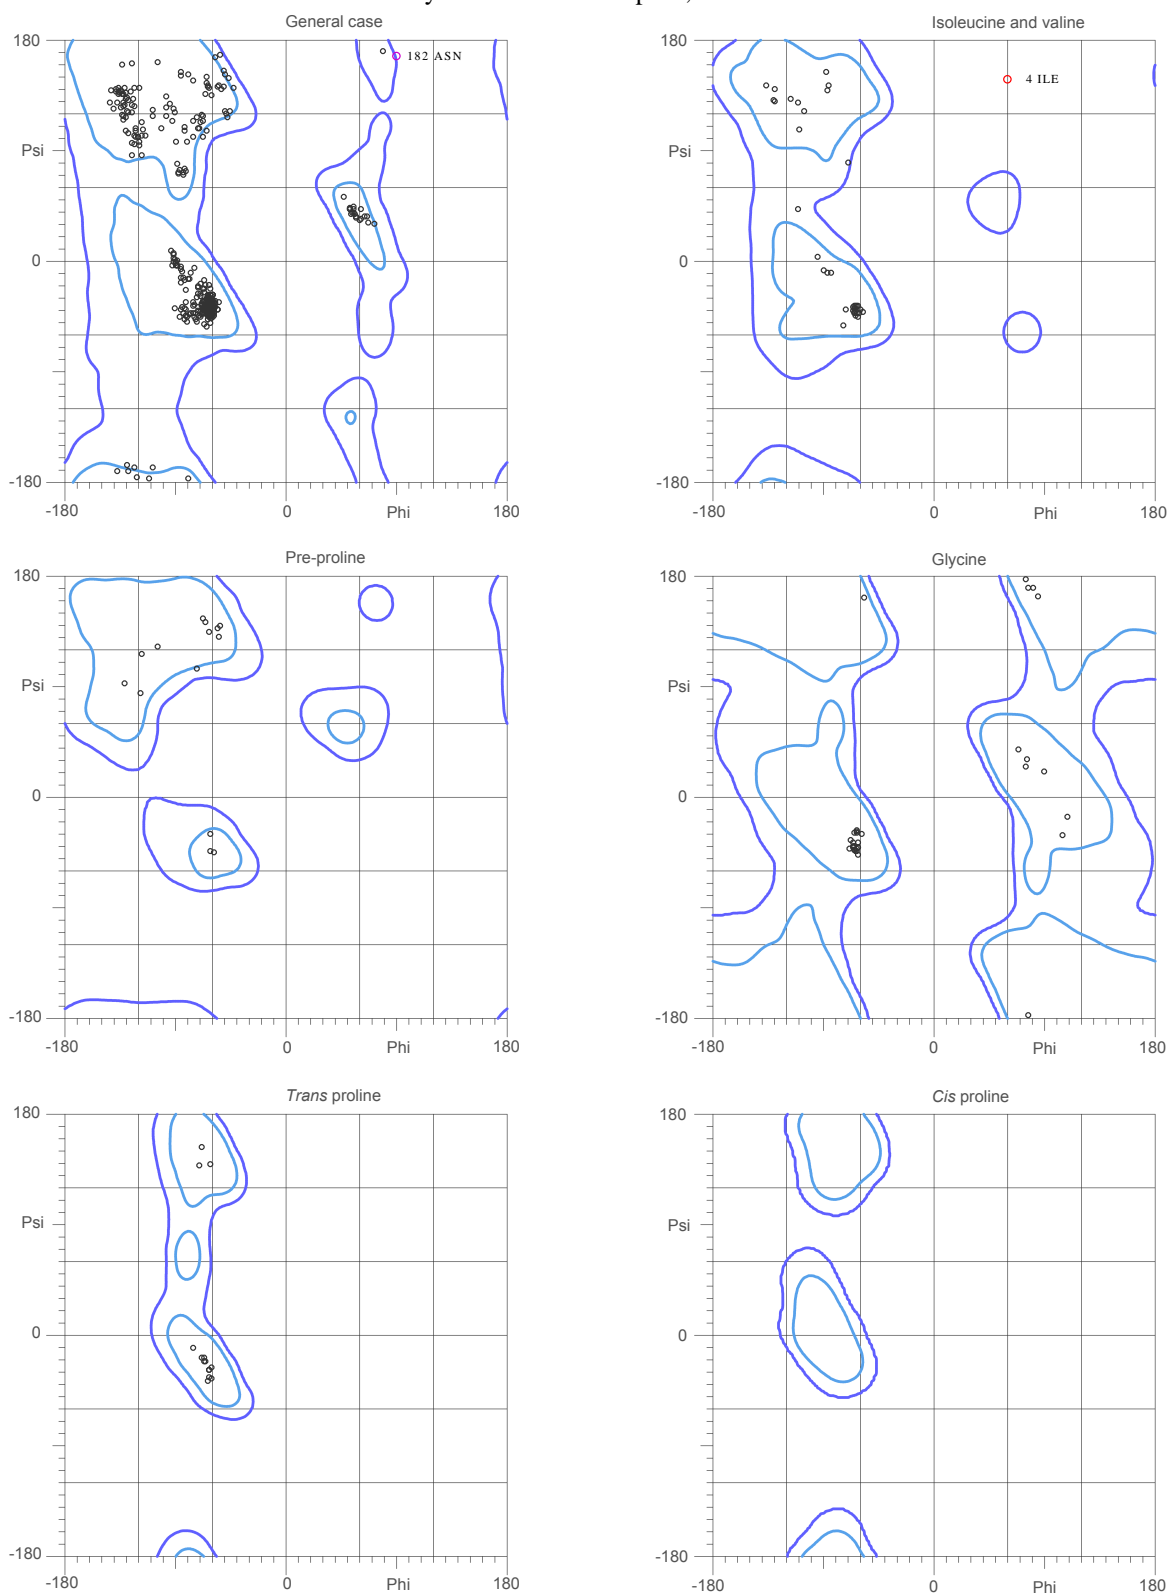 General case
Isoleucine and valine
180
182 ASN
Psi
0
-180
-180
0
Phi
180
180
4 ILE
Psi
0
-180
-180
0
Phi
180
Pre-proline
Glycine
180
Psi
0
-180
-180
0
Phi
180
180
Psi
0
-180
-180
0
Phi
180
Trans proline
Cis proline
180
Psi
0
-180
-180
0
Phi
180
180
Psi
0
-180
-180
0
Phi
180